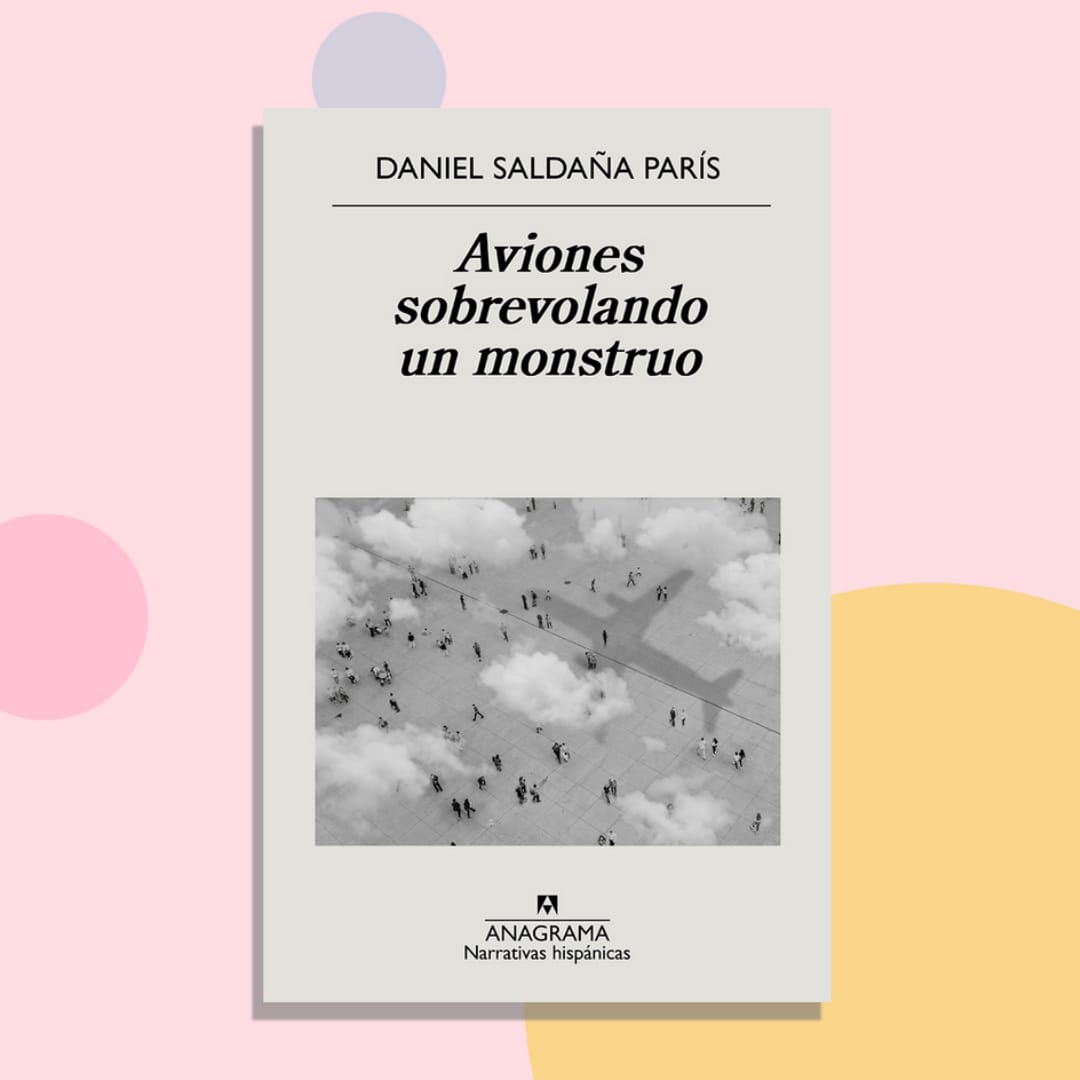 DANIEL SALDAÑA PARÍS
Aviones
sobrevolando
un monstruo
ANAGRAMA
Narrativas hispánicas